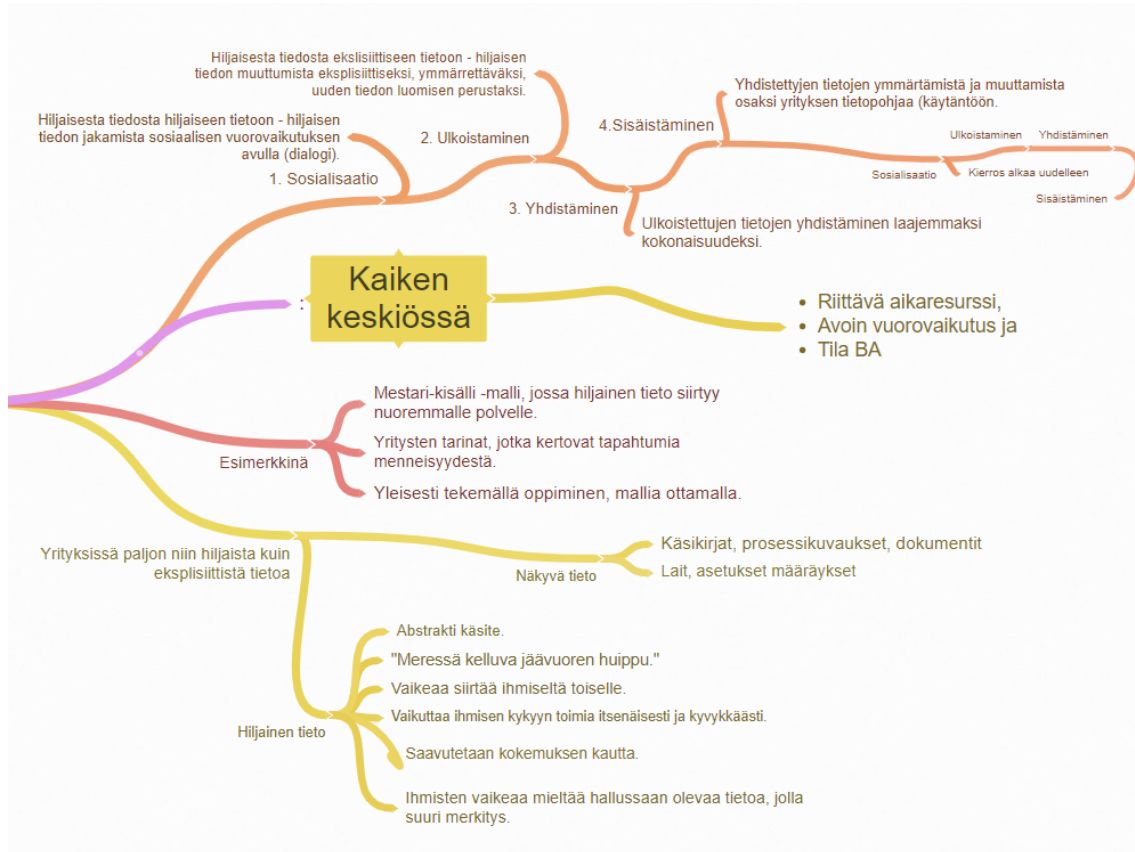 Hiljaisesta tiedosta ekslisiittiseen tietoon - hiljaisen
tiedon muuttumista eksplisiittiseksi, ymmärrettäväksi,
uuden tiedon luomisen perustaksi.
Hiljaisesta tiedosta hiljaiseen tietoon - hiljaisen
tiedon jakamista sosiaalisen vuorovaikutuksen
avulla (dialogi).
1. Sosialisaatio
2. Ulkoistaminen
3. Yhdistäminen
Ulkoistettujen tietojen yhdistäminen laajemmaksi
kokonaisuudeksi.
4.Sisäistäminen
Yhdistettyjen tietojen ymmärtämistä ja muuttamista
osaksi yrityksen tietopohjaa (käytäntöön.
Sosialisaatio
Ulkoistaminen
Yhdistäminen
Kierros alkaa uudelleen
Sisäistäminen
:
Kaiken
keskiössä
• Riittävä aikaresurssi,
• Avoin vuorovaikutus ja
• Tila BA
Esimerkkinä
Mestari-kisälli -malli, jossa hiljainen tieto siirtyy
nuoremmalle polvelle.
Yritysten tarinat, jotka kertovat tapahtumia
menneisyydestä.
Yleisesti tekemällä oppiminen, mallia ottamalla.
Yrityksissä paljon niin hiljaista kuin
eksplisiittistä tietoa
Näkyvä tieto
Käsikirjat, prosessikuvaukset, dokumentit
Lait, asetukset määräykset
Hiljainen tieto
Abstrakti käsite.
"Meressä kelluva jäävuoren huippu."
Vaikeaa siirtää ihmiseltä toiselle.
Vaikuttaa ihmisen kykyyn toimia itsenäisesti ja kyvykkäästi.
Saavutetaan kokemuksen kautta.
Ihmisten vaikeaa mieltää hallussaan olevaa tietoa, jolla
suuri merkitys.